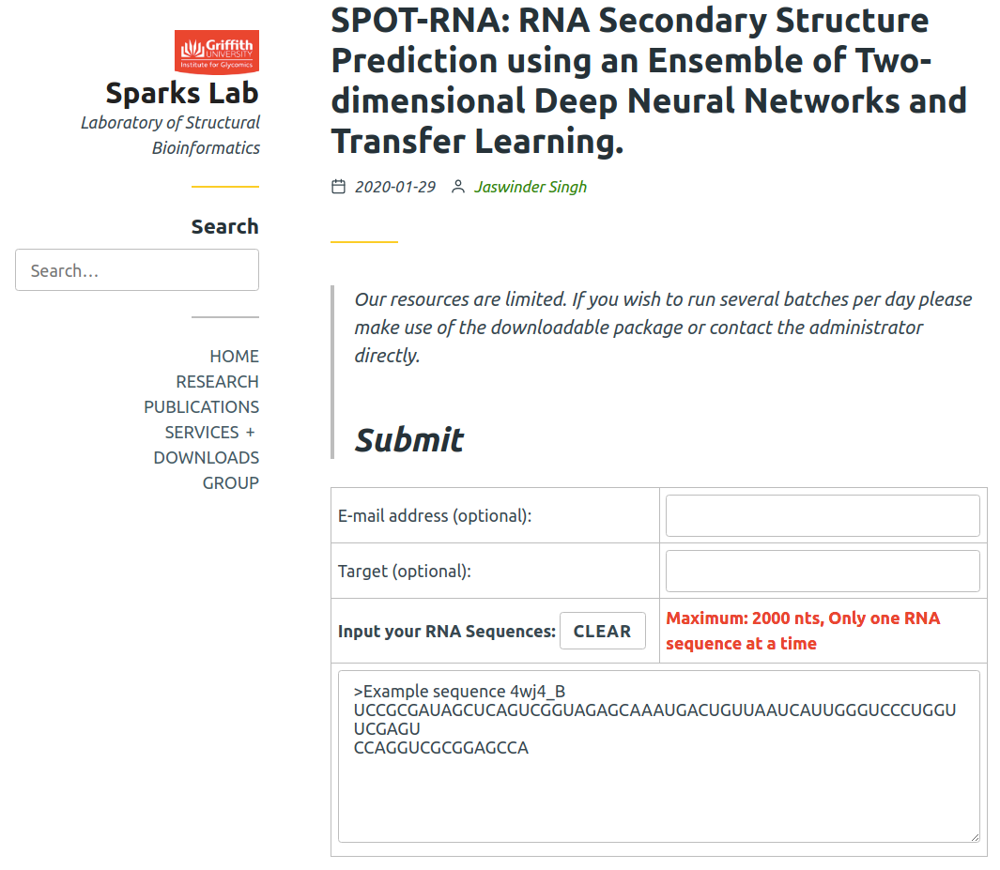 Griffith
UNIVERSITY
Institute for Glycomics
Sparks Lab
Laboratory of Structural
Bioinformatics
Search
Search…
HOME
RESEARCH
PUBLICATIONS
SERVICES +
DOWNLOADS
GROUP
SPOT-RNA: RNA Secondary Structure
Prediction using an Ensemble of Two-
dimensional Deep Neural Networks and
Transfer Learning.
2020-01-29 Jaswinder Singh
Our resources are limited. If you wish to run several batches per day please
make use of the downloadable package or contact the administrator
directly.
Submit
E-mail address (optional):
Target (optional):
Input your RNA Sequences: CLEAR
Maximum: 2000 nts, Only one RNA
sequence at a time
>Example sequence 4wj4_B
UCCGCGAUAGCUCAGUCGGUAGAGCAAAUGACUGUUAAUCAUUGGGUCCCUGGU
UCGAGU
CCAGGUCGCGGAGCCA